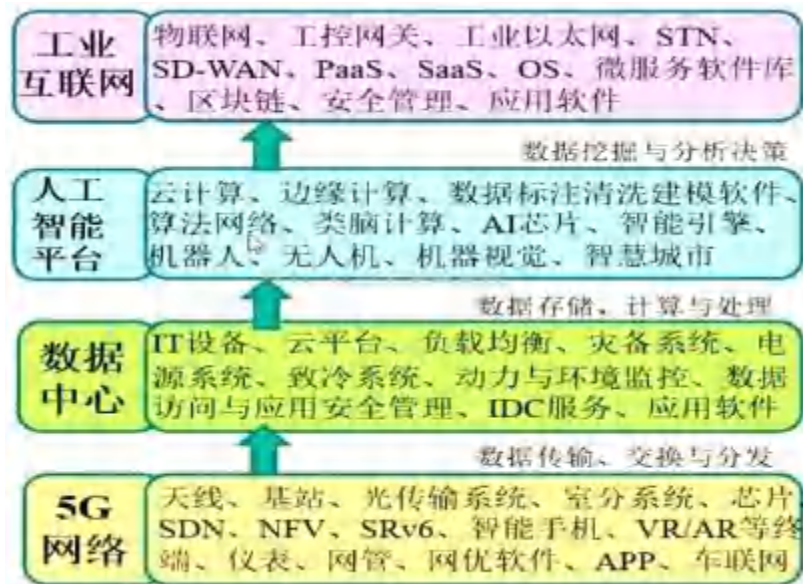 工业
互联网
物联网、工控网关、工业以太网、STN、
SD-WAN、PaaS、SaaS、OS、微服务软件库
、区块链、安全管理、应用软件
数据挖掘与分析决策
人工
智能
平台
云计算、边缘计算、数据标注清洗建模软件、
算法网络、类脑计算、AI芯片、智能引擎、
机器人、无人机、机器视觉、智慧城市
数据存储、计算与处理
数据
中心
IT设备、云平台、负载均衡、灾备系统、电
源系统、致冷系统、动力与环境监控、数据
访问与应用安全管理、IDC服务、应用软件
数据传输、交换与分发
5G
网络
天线、基站、光传输系统、室分系统、芯片
SDN、NFV、SRv6、智能手机、VR/AR等终
端、仪表、网管、网优软件、APP、车联网